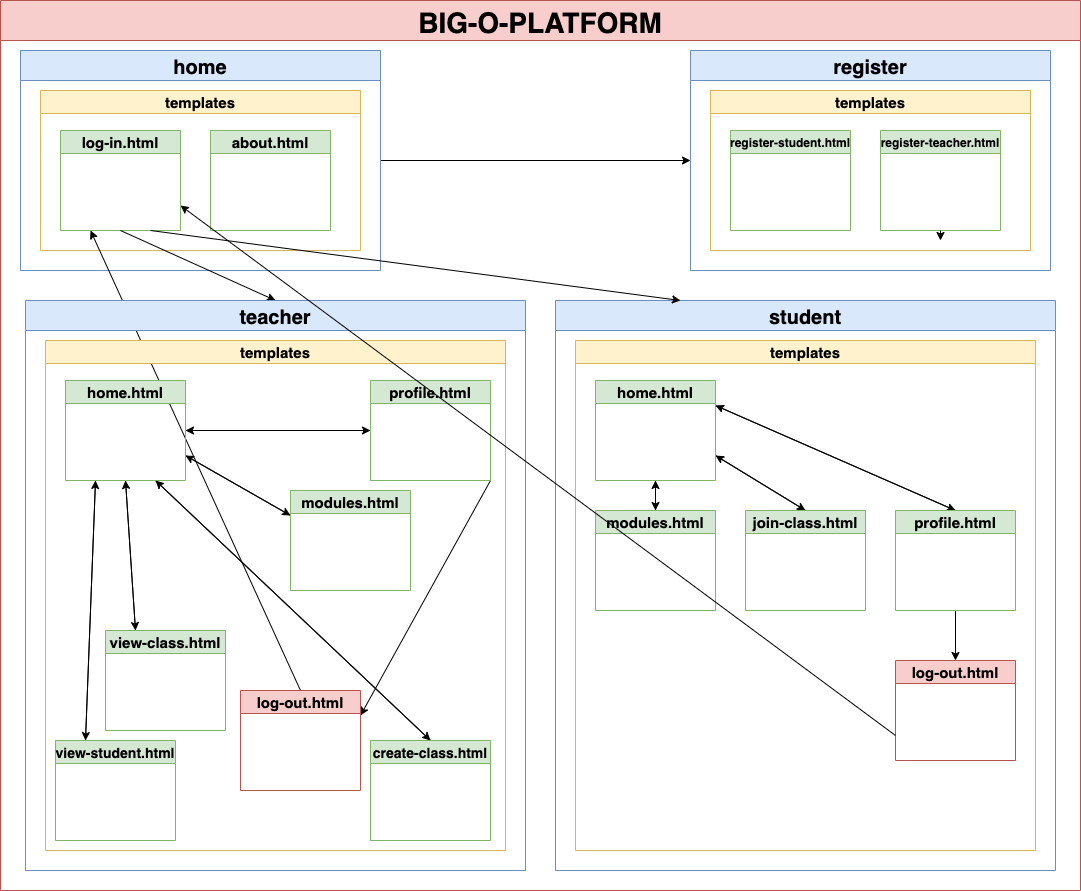 BIG-O-PLATFORM
home
templates
log-in.html
about.html
register
templates
register-student.html
register-teacher.html
teacher
templates
home.html
profile.html
modules.html
view-class.html
log-out.html
view-student.html
create-class.html
student
templates
home.html
modules.html
join-class.html
profile.html
log-out.html